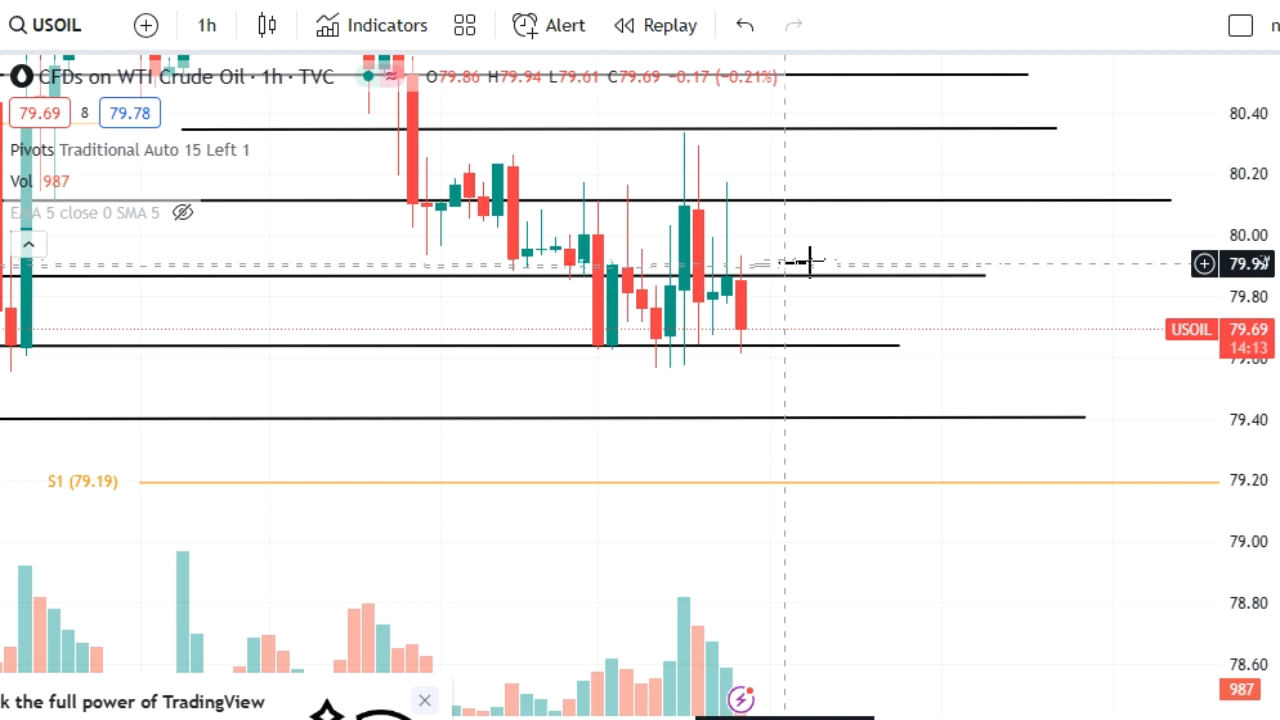 USOIL
1h
Indicators
Alert
Replay
CFDs on WTI Crude Oil · 1h · TVC
O79.86 H79.94 L79.61 C79.69 −0.17 (−0.21%)
79.69
8
79.78
Pivots Traditional Auto 15 Left 1
Vol 987
EMA 5 close 0 SMA 5
80.40
80.20
80.00
79.80
USOIL 79.69
14:13
79.60
79.40
S1 (79.19)
79.20
79.00
78.80
78.60
987
k the full power of TradingView